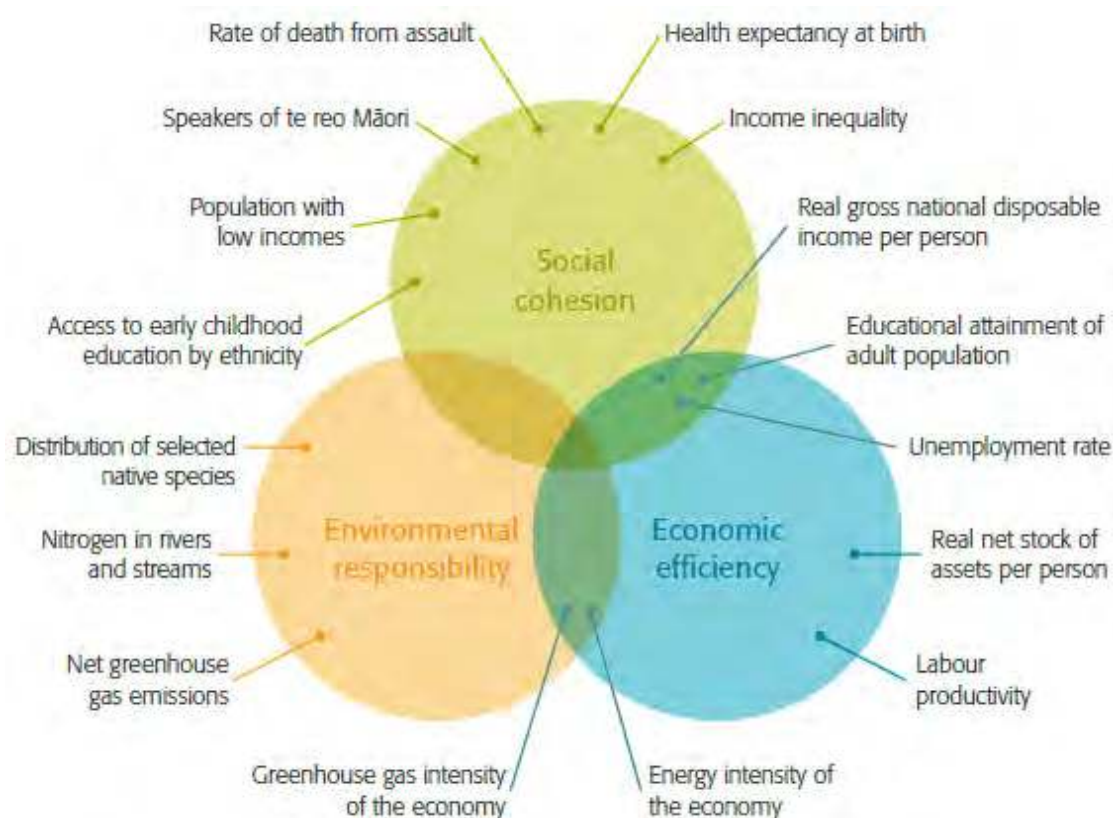 Rate of death from assault
Health expectancy at birth
Speakers of te reo Māori
Income inequality
Population with
low incomes
Real gross national disposable
income per person
Social
cohesion
Access to early childhood
education by ethnicity
Educational attainment of
adult population
Distribution of selected
native species
Unemployment rate
Environmental
responsibility
Economic
efficiency
Nitrogen in rivers
and streams
Real net stock of
assets per person
Net greenhouse
gas emissions
Labour
productivity
Greenhouse gas intensity
of the economy
Energy intensity of
the economy